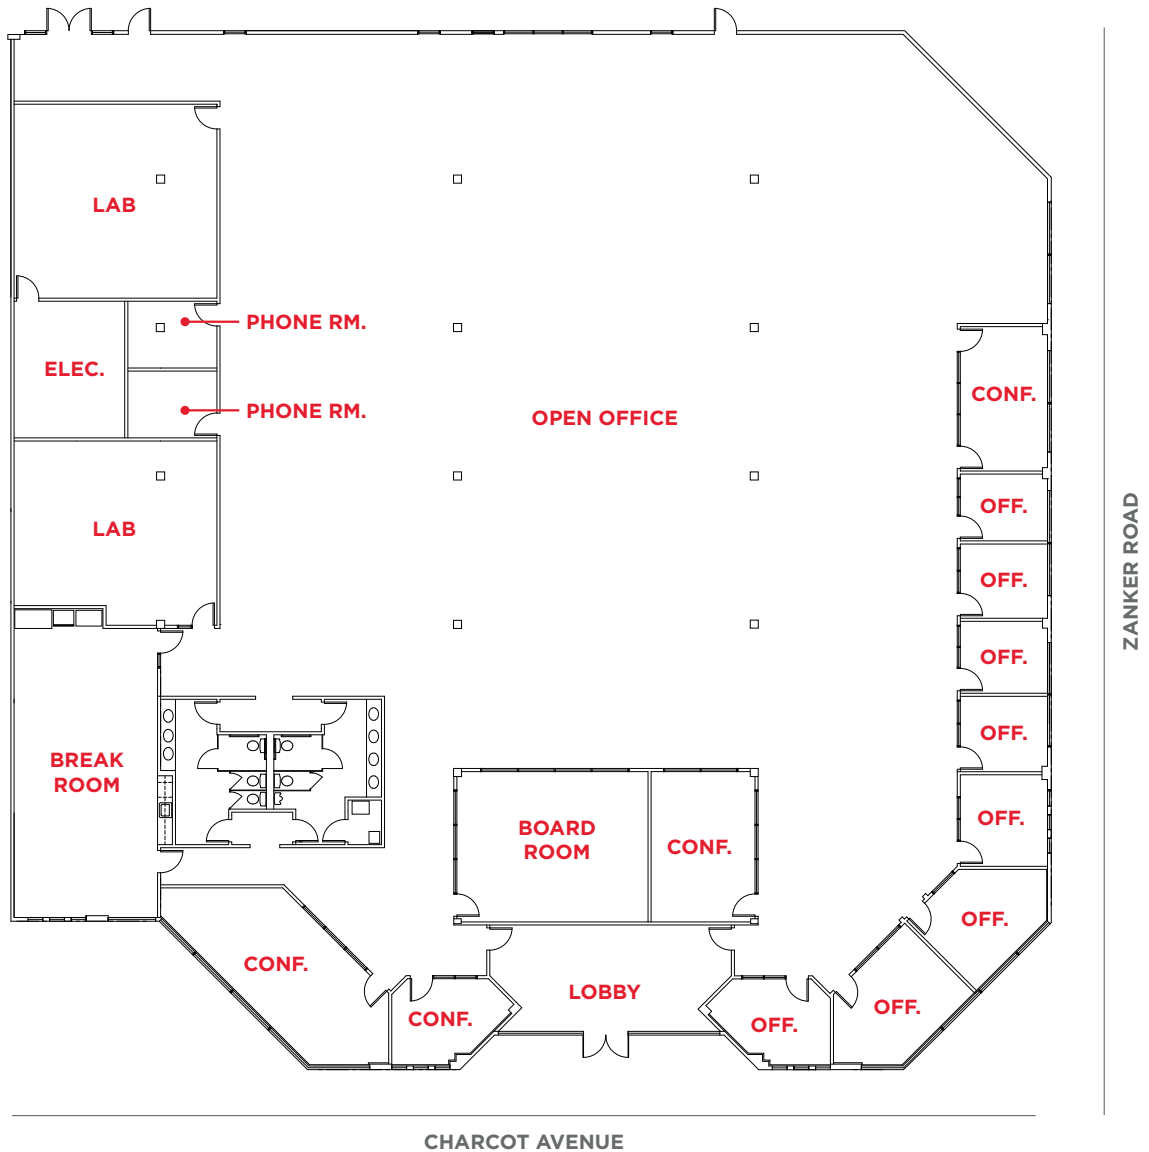 LAB
PHONE RM.
ELEC.
PHONE RM.
OPEN OFFICE
CONF.
OFF.
LAB
OFF.
OFF.
OFF.
BREAK
ROOM
OFF.
BOARD
ROOM
CONF.
OFF.
CONF.
LOBBY
OFF.
CONF.
OFF.
ZANKER ROAD
CHARCOT AVENUE